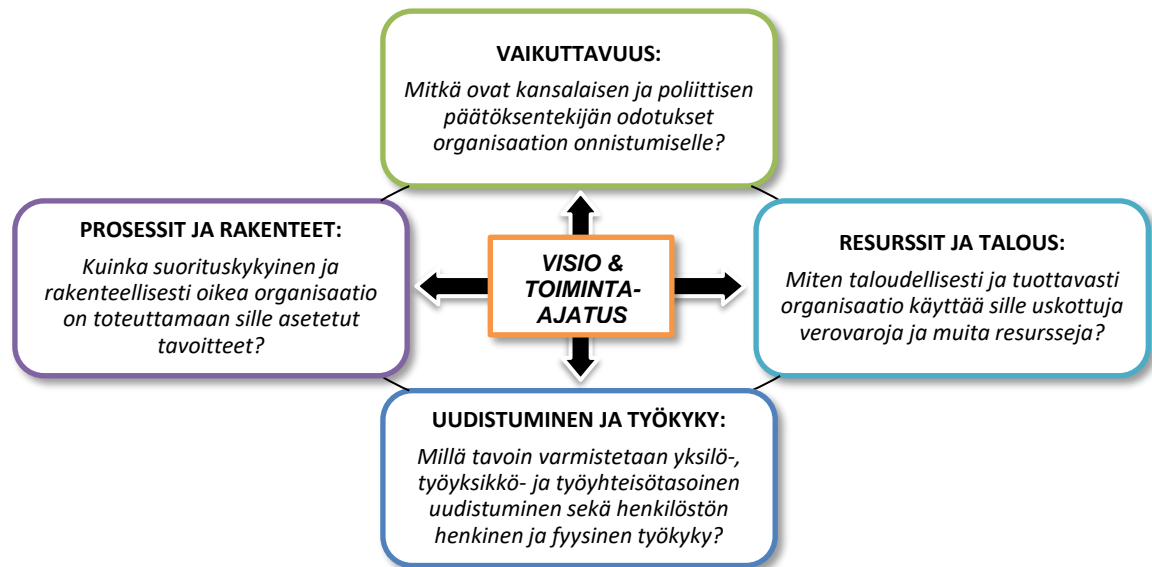 VAIKUTTAVUUS:
Mitkä ovat kansalaisen ja poliittisen
päätöksentekijän odotukset
organisaation onnistumiselle?
PROSESSIT JA RAKENTEET:
Kuinka suorituskykyinen ja
rakenteellisesti oikea organisaatio
on toteuttamaan sille asetetut
tavoitteet?
VISIO &
TOIMINTA-
AJATUS
RESURSSIT JA TALOUS:
Miten taloudellisesti ja tuottavasti
organisaatio käyttää sille uskottuja
verovaroja ja muita resursseja?
UUDISTUMINEN JA TYÖKYKY:
Millä tavoin varmistetaan yksilö-,
työyksikkö- ja työyhteisötasoinen
uudistuminen sekä henkilöstön
henkinen ja fyysinen työkyky?